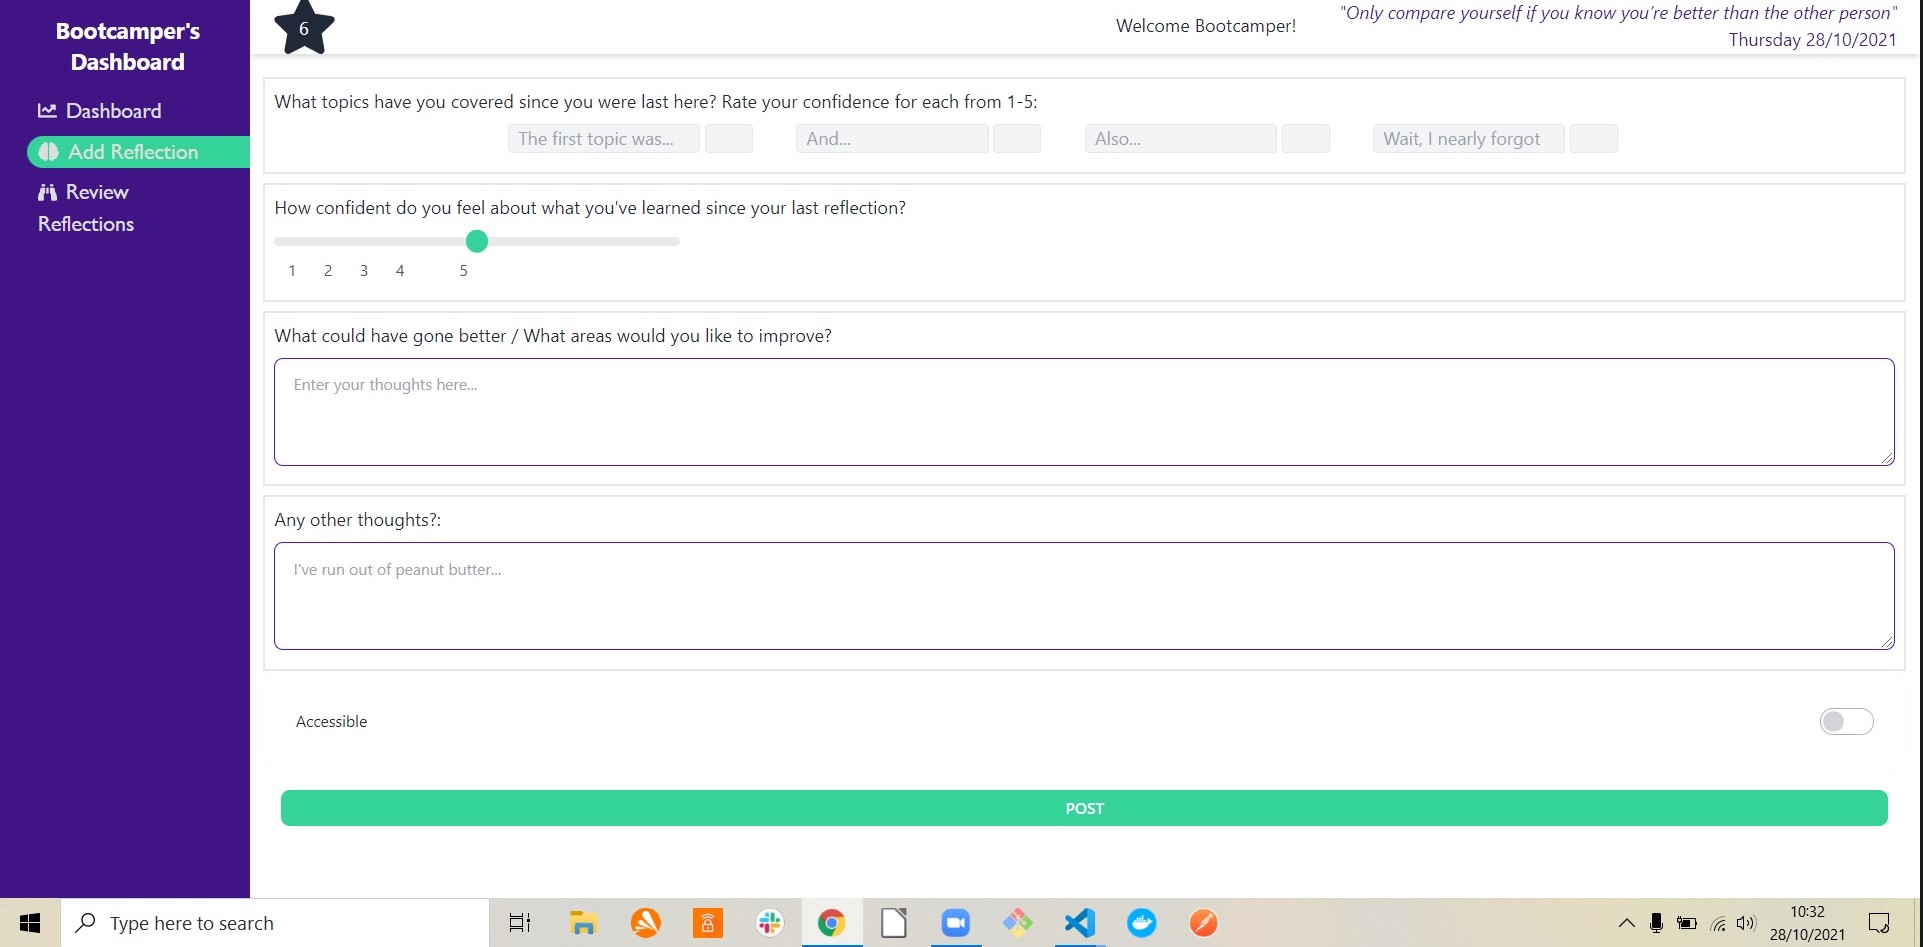 Bootcamper's
Dashboard
Dashboard
Add Reflection
Review
Reflections
6
Welcome Bootcamper!
"Only compare yourself if you know you're better than the other person"
Thursday 28/10/2021
What topics have you covered since you were last here? Rate your confidence for each from 1-5:
The first topic was... And... Also... Wait, I nearly forgot
How confident do you feel about what you've learned since your last reflection?
1 2 3 4 5
What could have gone better / What areas would you like to improve?
Enter your thoughts here...
Any other thoughts?:
I've run out of peanut butter...
Accessible
POST
Type here to search
10:32
28/10/2021